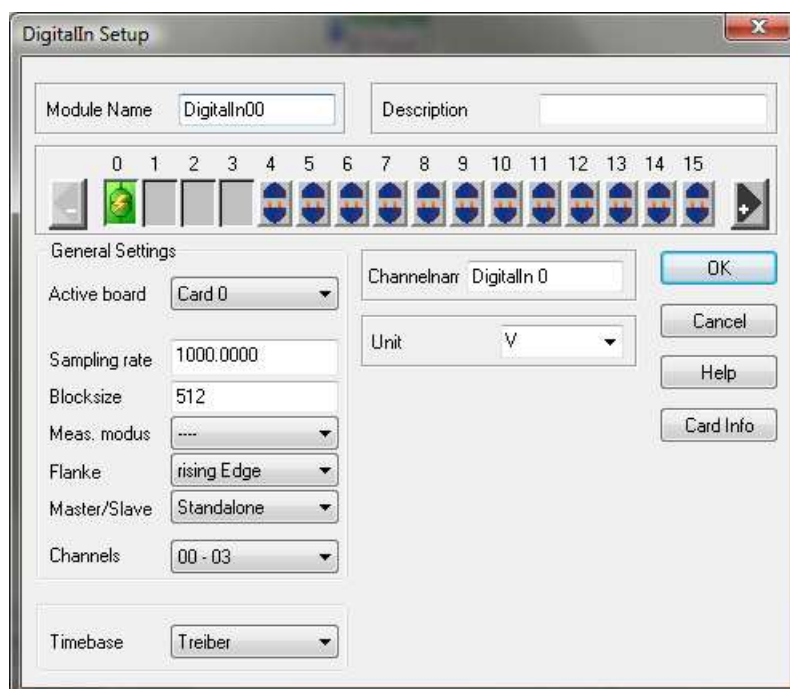 DigitalIn Setup
Module Name DigitalIn00 Description
0 1 2 3 4 5 6 7 8 9 10 11 12 13 14 15
General Settings
Active board Card 0
Channelnam DigitalIn 0
OK
Unit V
Cancel
Sampling rate 1000.0000
Help
Blocksize 512
Meas. modus ----
Card Info
Flanke rising Edge
Master/Slave Standalone
Channels 00 - 03
Timebase Treiber